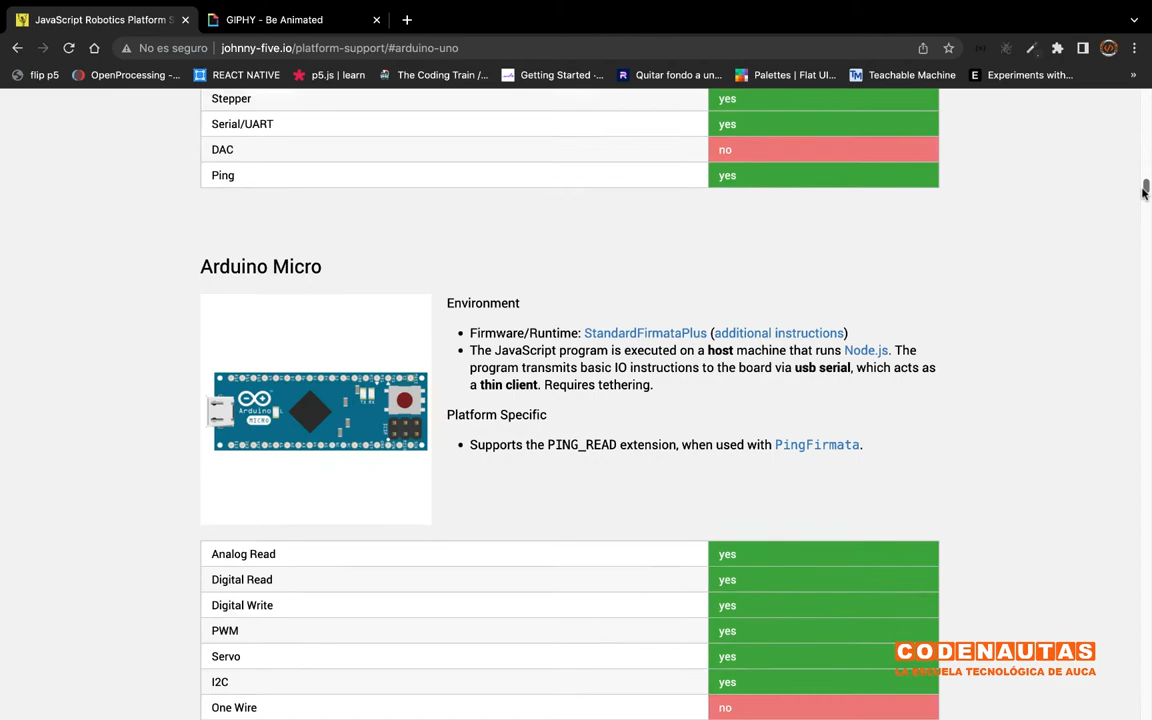 JavaScript Robotics Platform S
GIPHY - Be Animated
No es seguro
johnny-five.io/platform-support/#arduino-uno
flip p5
OpenProcessing -...
REACT NATIVE
p5.js | learn
The Coding Train /...
Getting Started -...
Quitar fondo a un...
Palettes | Flat UI...
TM
Teachable Machine
Experiments with...
Stepper yes
Serial/UART yes
DAC no
Ping yes
Arduino Micro
Environment
Firmware/Runtime: StandardFirmataPlus (additional instructions)
The JavaScript program is executed on a host machine that runs Node.js. The
program transmits basic IO instructions to the board via usb serial, which acts as
a thin client. Requires tethering.
Platform Specific
Supports the PING_READ extension, when used with PingFirmata.
Arduino
MICRO
Analog Read yes
Digital Read yes
Digital Write yes
PWM yes
Servo yes
I2C yes
One Wire no
CODENAUTAS
LA ESCUELA TECNOLÓGICA DE AUCA